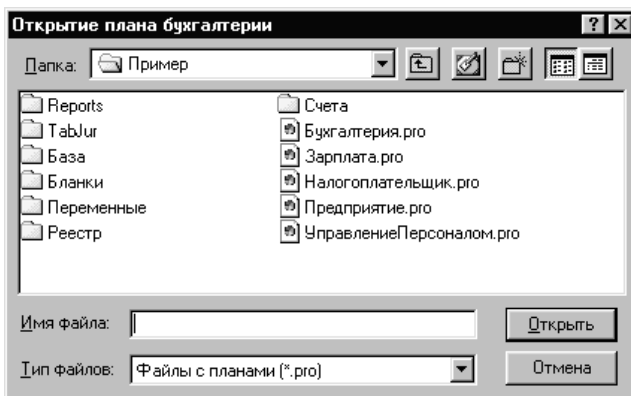 Открытие плана бухгалтерии
Папка: Пример
Reports
TabJur
База
Бланки
Переменные
Реестр
Счета
Бухгалтерия.pro
Зарплата.pro
Налогоплательщик.pro
Предприятие.pro
УправлениеПерсоналом.pro
Имя файла:
Открыть
Тип файлов: Файлы с планами (*.pro)
Отмена